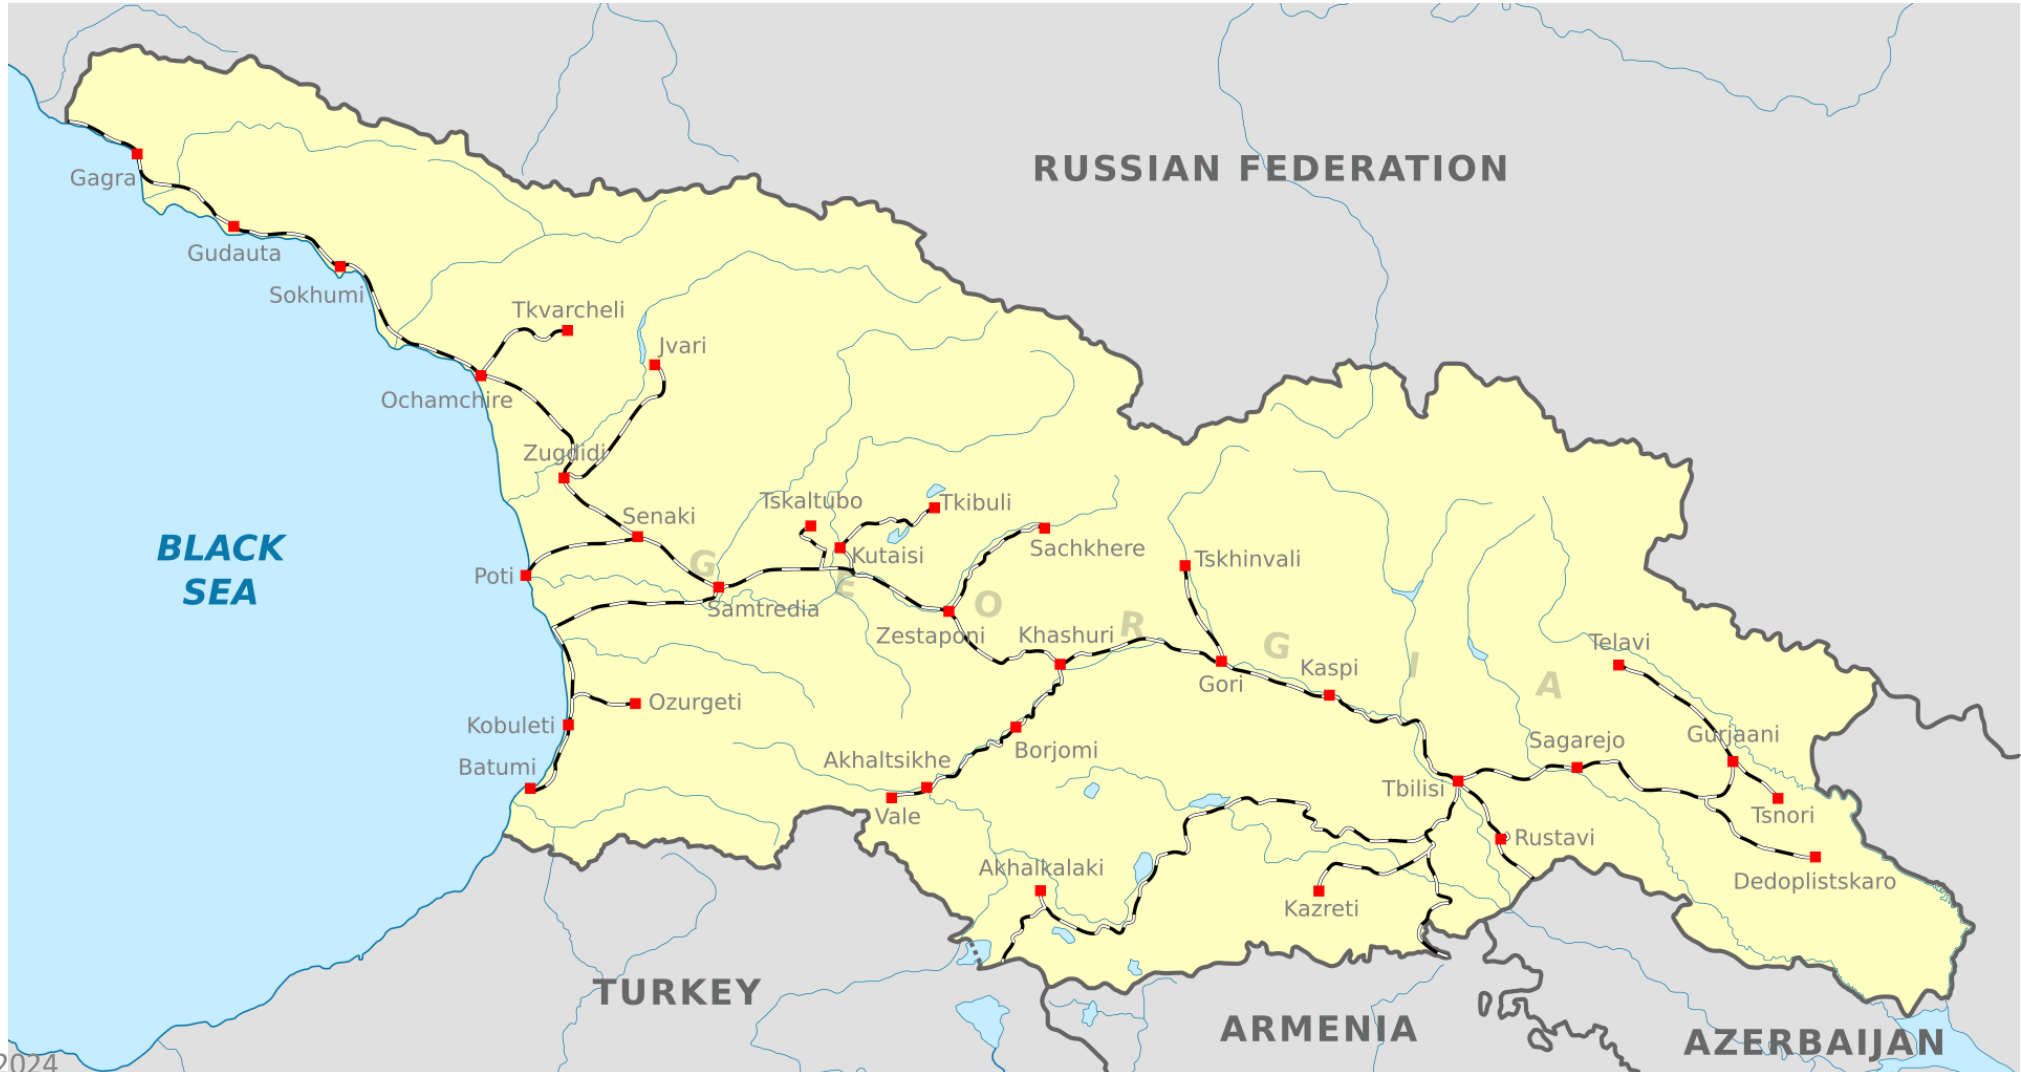 RUSSIAN FEDERATION
Gagra
Gudauta
Sokhumi
Tkvarcheli
Jvari
Ochamchire
Zugdidi
Tskaltubo
Tkibuli
Senaki
BLACK
SEA
Kutaisi
Sachkhere
Tskhinvali
Poti
G E O R G I A
Samtredia
Zestaponi
Khashuri
Telavi
Kaspi
Gori
Ozurgeti
Kobuleti
Gurjaani
Sagarejo
Borjomi
Akhaltsikhe
Batumi
Tbilisi
Vale
Tsnori
Rustavi
Akhalkalaki
Dedoplistskaro
Kazreti
TURKEY
ARMENIA
AZERBAIJAN
2024